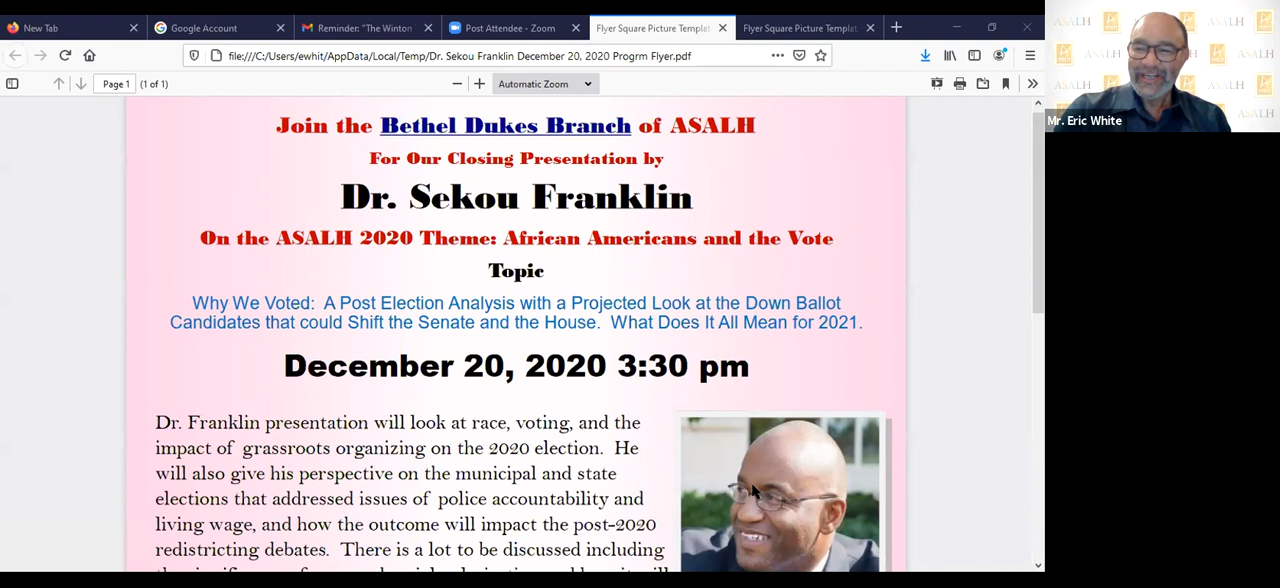 New Tab
Google Account
Reminder: "The Winton
Post Attendee - Zoom
Flyer Square Picture Templat
Flyer Square Picture Templat
file:///C:/Users/ewhit/AppData/Local/Temp/Dr. Sekou Franklin December 20, 2020 Progrm Flyer.pdf
Page 1 (1 of 1)
Automatic Zoom
Join the Bethel Dukes Branch of ASALH
For Our Closing Presentation by
Dr. Sekou Franklin
On the ASALH 2020 Theme: African Americans and the Vote
Topic
Why We Voted: A Post Election Analysis with a Projected Look at the Down Ballot
Candidates that could Shift the Senate and the House. What Does It All Mean for 2021.
December 20, 2020 3:30 pm
Dr. Franklin presentation will look at race, voting, and the
impact of grassroots organizing on the 2020 election. He
will also give his perspective on the municipal and state
elections that addressed issues of police accountability and
living wage, and how the outcome will impact the post-2020
redistricting debates. There is a lot to be discussed including
ASALH
ASALH
ASALH
ASALH
Mr. Eric White